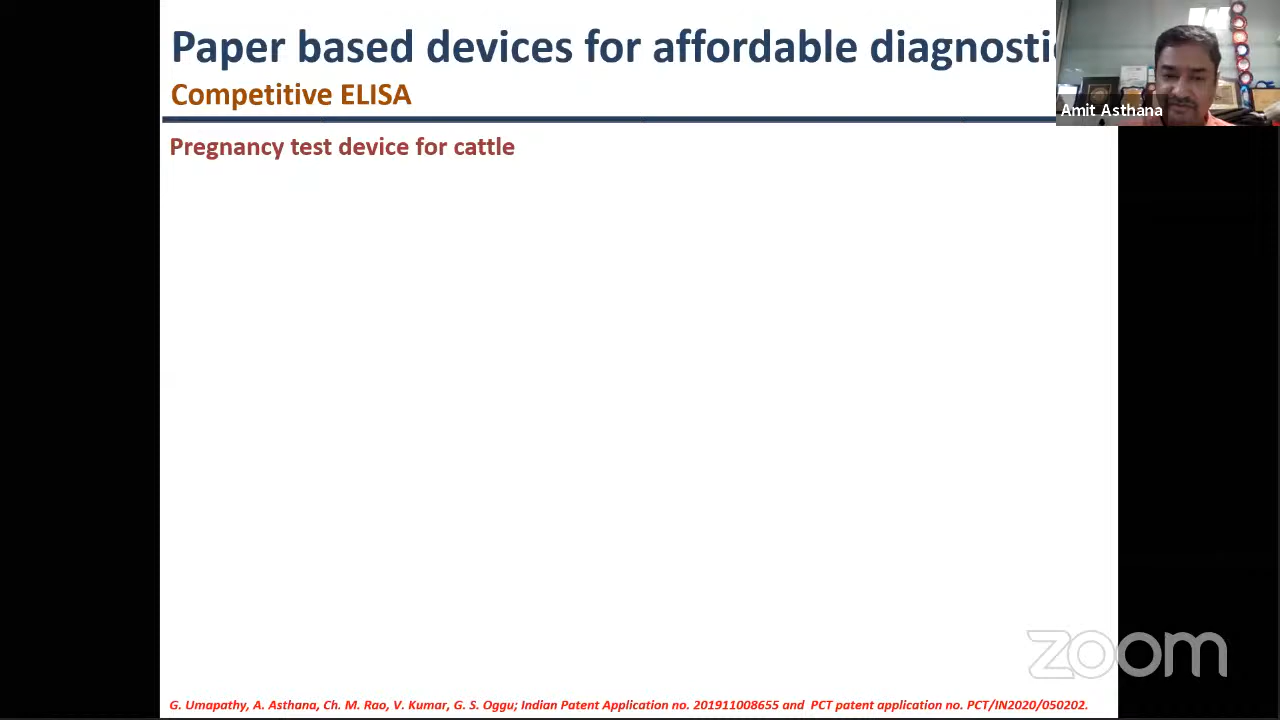 Paper based devices for affordable diagnosti
Competitive ELISA
Amit Asthana
Pregnancy test device for cattle
zoom
G. Umapathy, A. Asthana, Ch. M. Rao, V. Kumar, G. S. Oggu; Indian Patent Application no. 201911008655 and PCT patent application no. PCT/IN2020/050202.